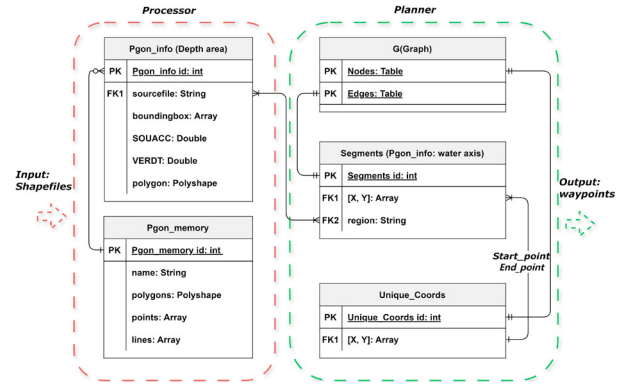 Processor
Planner
Input:
Shapefiles
Pgon_info (Depth area)
PK Pgon_info id: int
FK1 sourcefile: String
boundingbox: Array
SOUACC: Double
VERDT: Double
polygon: Polyshape
Pgon_memory
PK Pgon_memory id: int
name: String
polygons: Polyshape
points: Array
lines: Array
G(Graph)
PK Nodes: Table
PK Edges: Table
Segments (Pgon_info: water axis)
PK Segments id: int
FK1 [X, Y]: Array
FK2 region: String
Start_point
End_point
Unique_Coords
PK Unique_Coords id: int
FK1 [X, Y]: Array
Output:
waypoints